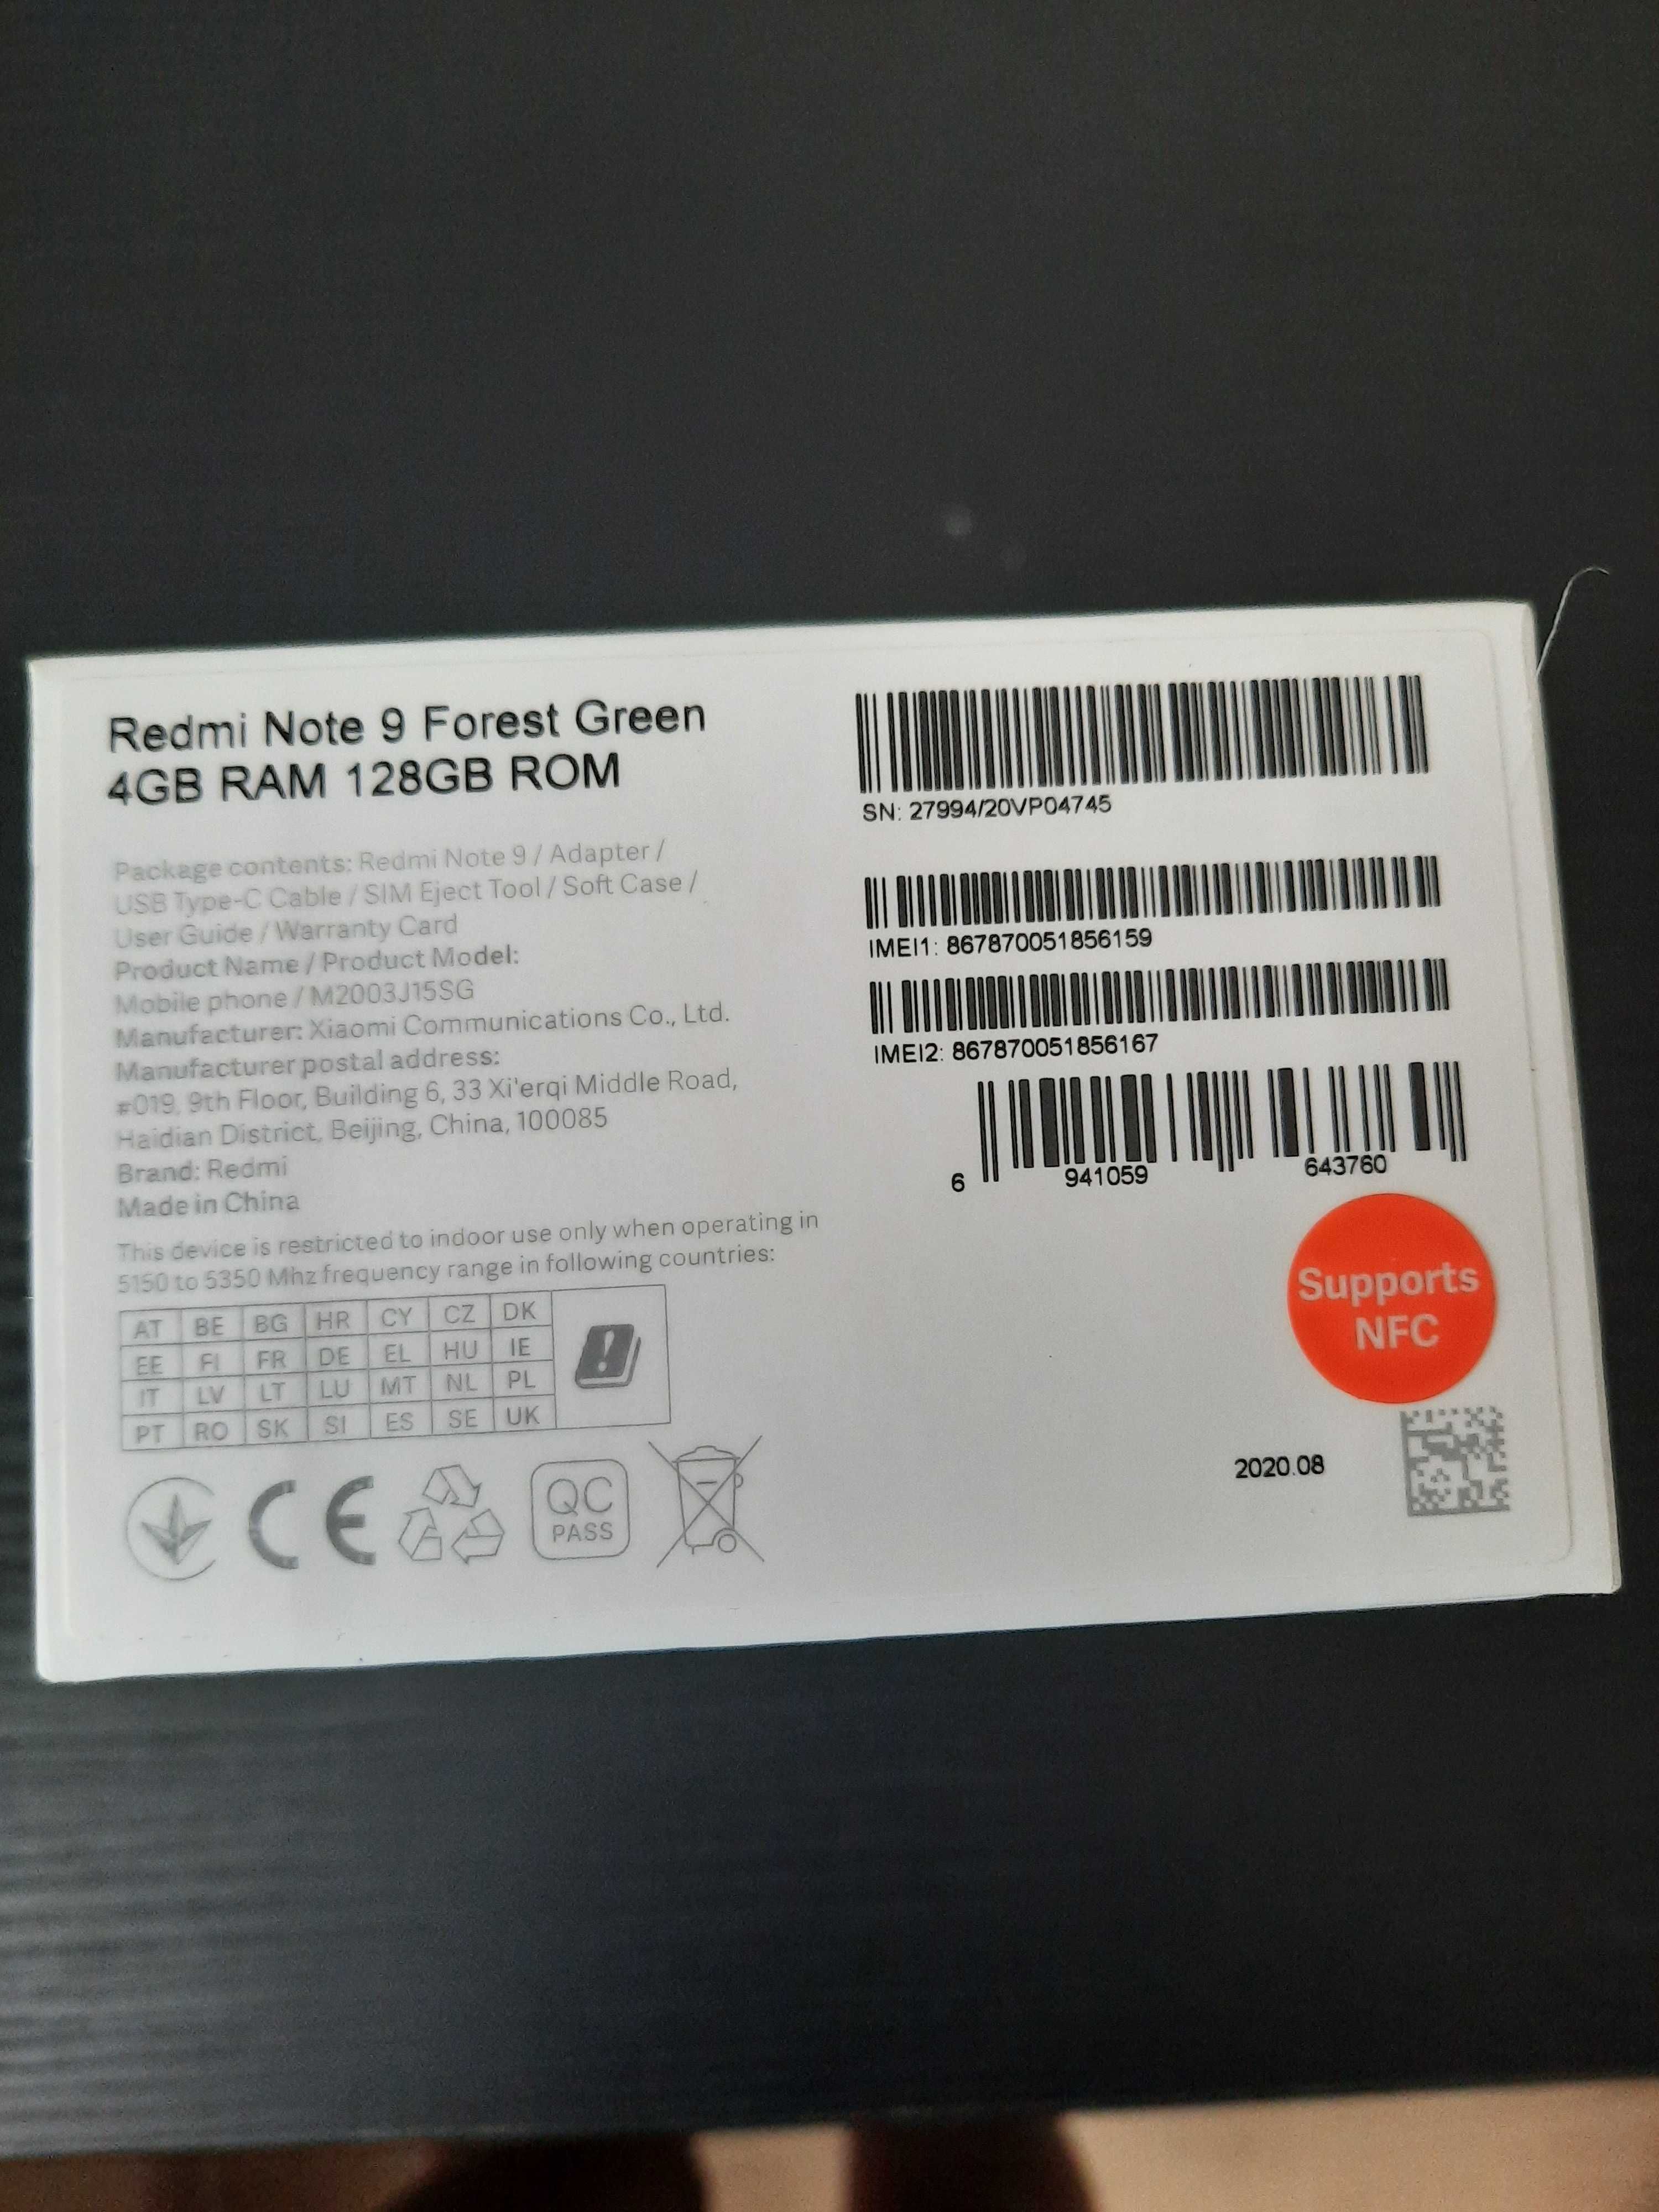 Redmi Note 9 Forest Green
4GB RAM 128GB ROM
Package contents: Redmi Note 9 / Adapter /
USB Type-C Cable / SIM Eject Tool / Soft Case /
User Guide / Warranty Card
Product Name / Product Model:
Mobile phone / M2003J15SG
Manufacturer: Xiaomi Communications Co., Ltd.
Manufacturer postal address:
#019, 9th Floor, Building 6, 33 Xi'erqi Middle Road,
Haidian District, Beijing, China, 100085
Brand: Redmi
Made in China
This device is restricted to indoor use only when operating in
5150 to 5350 Mhz frequency range in following countries:
AT BE BG HR CY CZ DK
EE FI FR DE EL HU IE
IT LV LT LU MT NL PL
PT RO SK SI ES SE UK
CE
QC
PASS
SN: 27994/20VP04745
IMEI1: 867870051856159
IMEI2: 867870051856167
6 941059 643760
Supports
NFC
2020.08